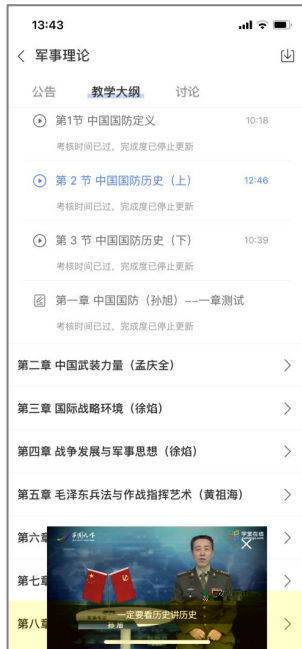 13:43
军事理论
公告 教学大纲 讨论
第1节 中国国防定义 10:18
考核时间已过，完成度已停止更新
第 2 节 中国国防历史（上） 12:46
考核时间已过，完成度已停止更新
第 3 节 中国国防历史（下） 10:39
考核时间已过，完成度已停止更新
第一章 中国国防（孙旭）--一章测试
考核时间已过，完成度已停止更新
第二章 中国武装力量（孟庆全）
第三章 国际战略环境（徐焰）
第四章 战争发展与军事思想（徐焰）
第五章 毛泽东兵法与作战指挥艺术（黄祖海）
第六章
学堂在线
第七章
一定要看历史讲历史
第八章
孙旭